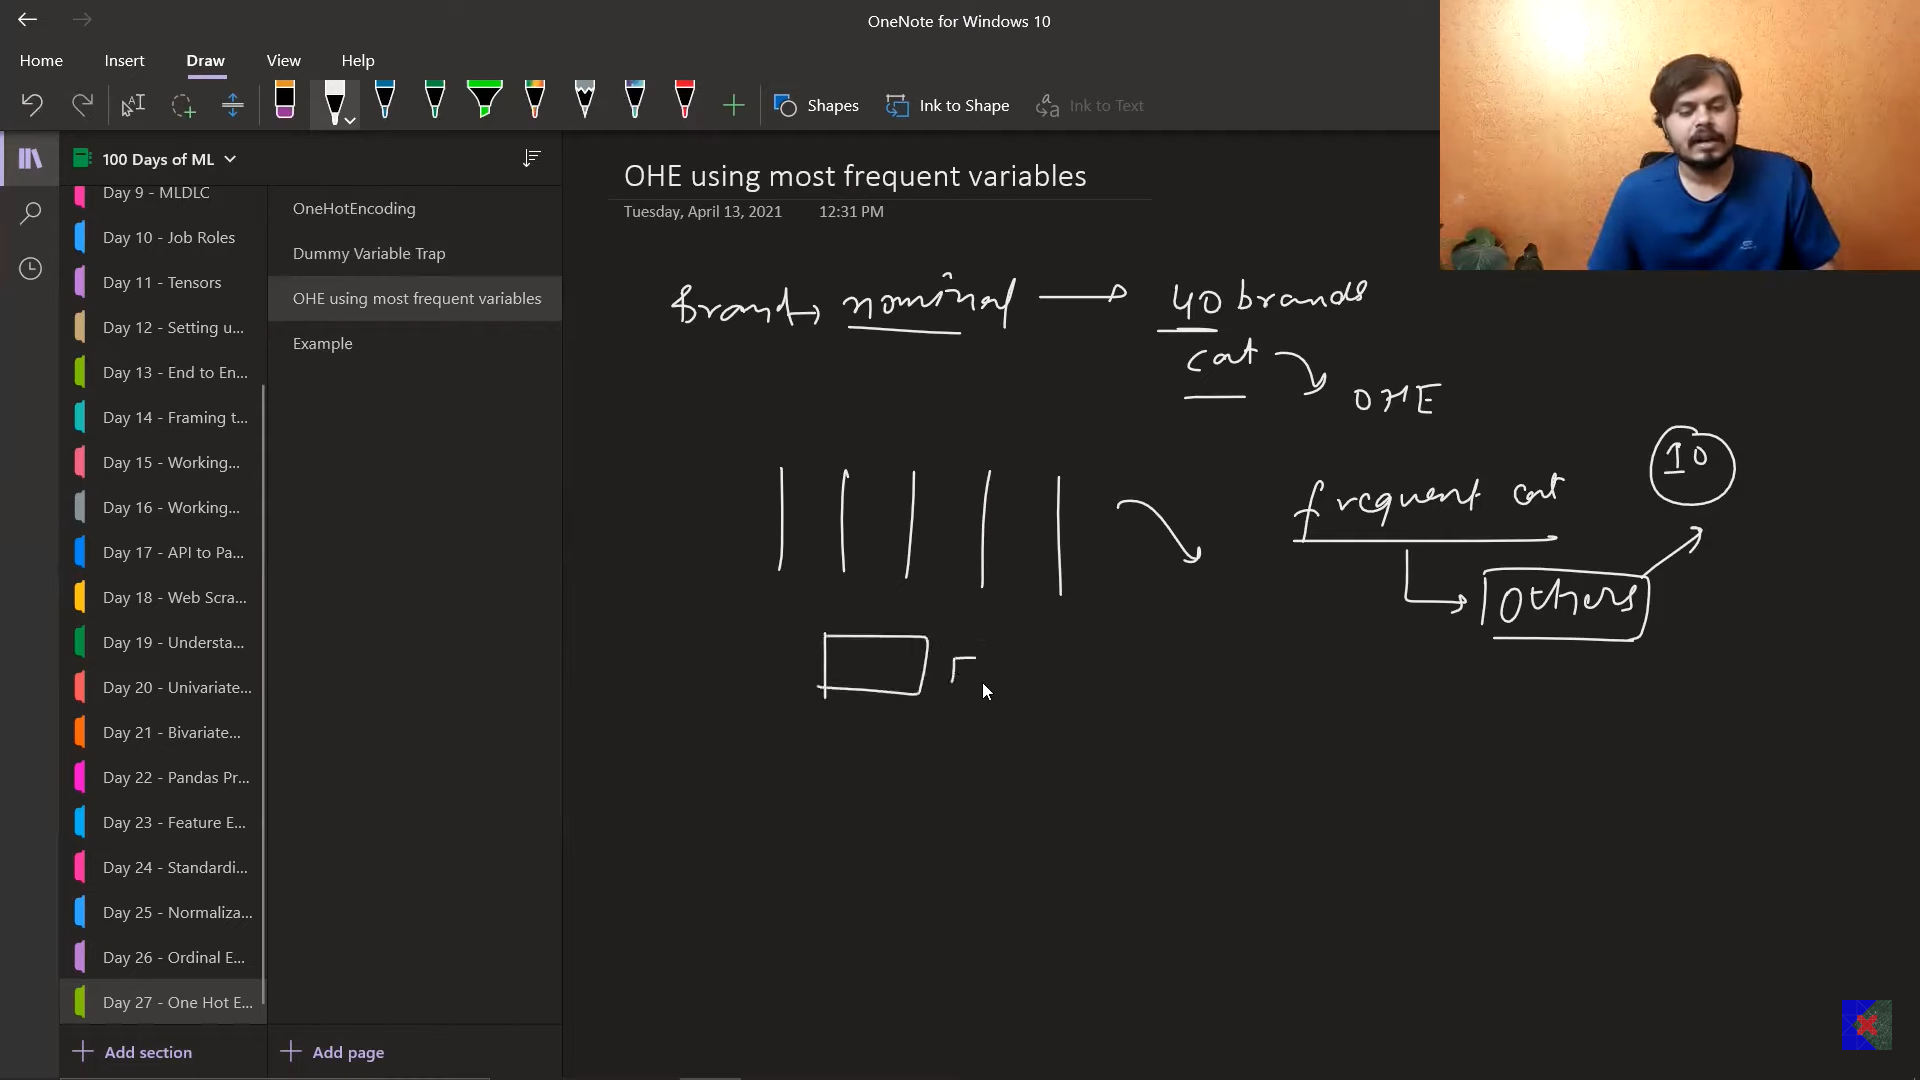 OneNote for Windows 10
Home Insert Draw View Help
Shapes Ink to Shape Ink to Text
100 Days of ML
Day 9 - MLDLC
Day 10 - Job Roles
Day 11 - Tensors
Day 12 - Setting u...
Day 13 - End to En...
Day 14 - Framing t...
Day 15 - Working...
Day 16 - Working...
Day 17 - API to Pa...
Day 18 - Web Scra...
Day 19 - Understa...
Day 20 - Univariate...
Day 21 - Bivariate...
Day 22 - Pandas Pr...
Day 23 - Feature E...
Day 24 - Standardi...
Day 25 - Normaliza...
Day 26 - Ordinal E...
Day 27 - One Hot E...
Add section
OneHotEncoding
Dummy Variable Trap
OHE using most frequent variables
Example
Add page
OHE using most frequent variables
Tuesday, April 13, 2021 12:31 PM
brand → nominal → 40 brands
cat
OHE
10
frequent cat
others